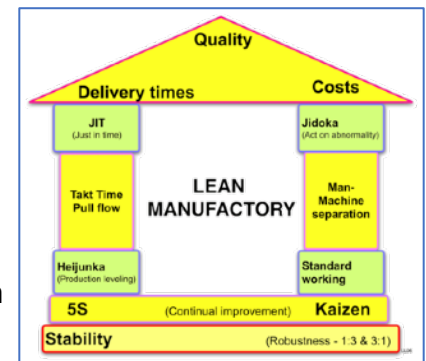 Quality
Delivery times
Costs
JIT
(Just in time)
Jidoka
(Act on abnormality)
Takt Time
Pull flow
LEAN
MANUFACTORY
Man-
Machine
separation
Heijunka
(Production leveling)
Standard
working
5S (Continual improvement) Kaizen
Stability (Robustness - 1:3 & 3:1)